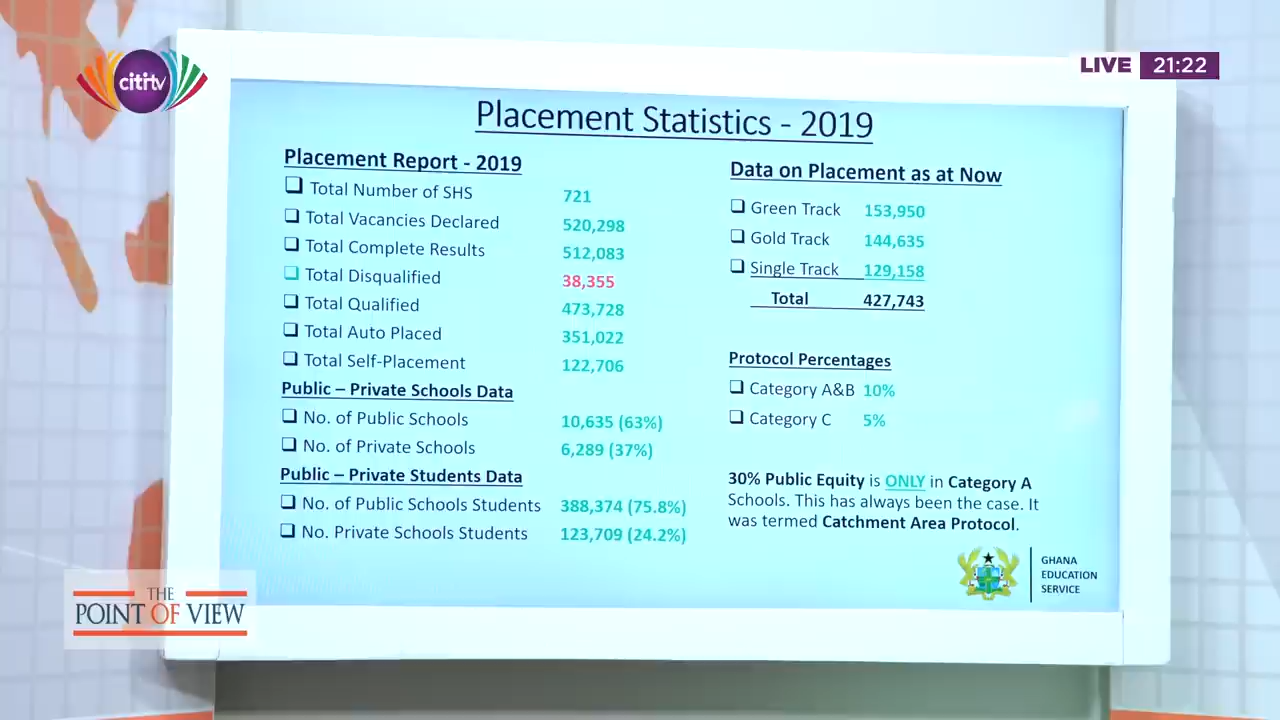 citi tv
LIVE 21:22
Placement Statistics - 2019
Placement Report - 2019
Total Number of SHS 721
Total Vacancies Declared 520,298
Total Complete Results 512,083
Total Disqualified 38,355
Total Qualified 473,728
Total Auto Placed 351,022
Total Self-Placement 122,706
Public – Private Schools Data
No. of Public Schools 10,635 (63%)
No. of Private Schools 6,289 (37%)
Public – Private Students Data
No. of Public Schools Students 388,374 (75.8%)
No. Private Schools Students 123,709 (24.2%)
Data on Placement as at Now
Green Track 153,950
Gold Track 144,635
Single Track 129,158
Total 427,743
Protocol Percentages
Category A&B 10%
Category C 5%
30% Public Equity is ONLY in Category A
Schools. This has always been the case. It
was termed Catchment Area Protocol.
GHANA
EDUCATION
SERVICE
THE
POINT OF VIEW